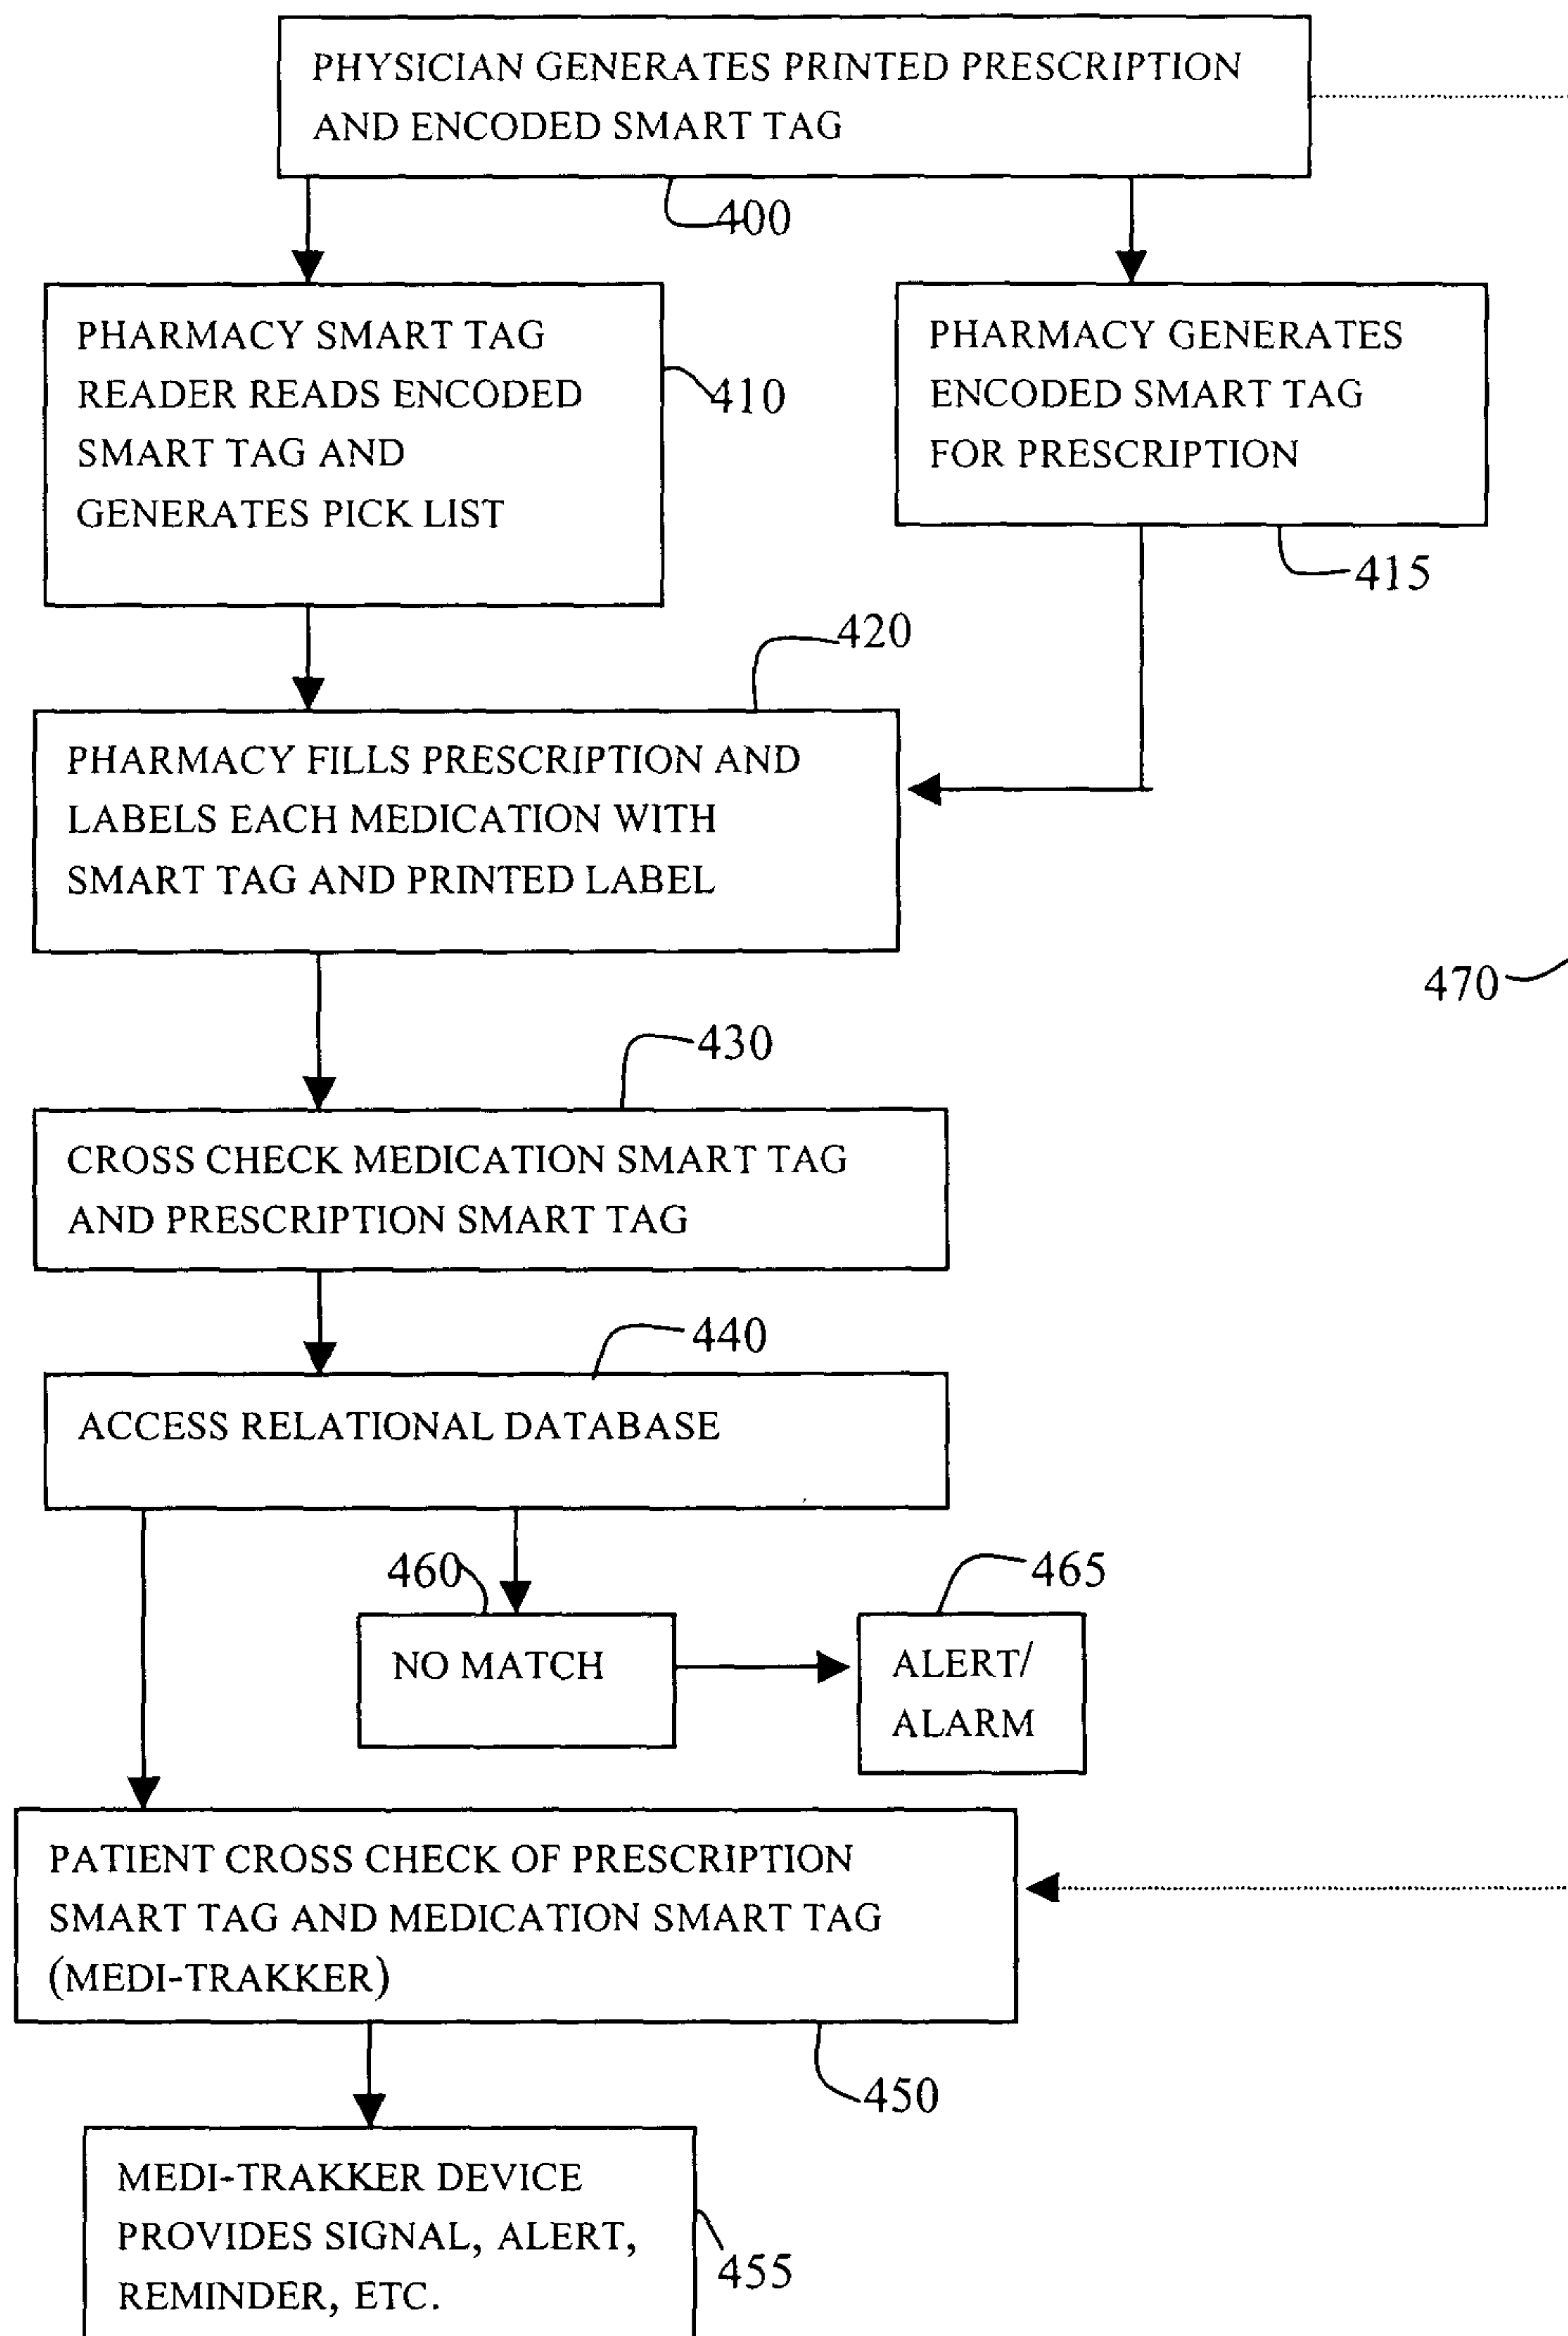 PHYSICIAN GENERATES PRINTED PRESCRIPTION
AND ENCODED SMART TAG
400
PHARMACY SMART TAG
READER READS ENCODED
SMART TAG AND
GENERATES PICK LIST
410
PHARMACY GENERATES
ENCODED SMART TAG
FOR PRESCRIPTION
415
420
PHARMACY FILLS PRESCRIPTION AND
LABELS EACH MEDICATION WITH
SMART TAG AND PRINTED LABEL
470
430
CROSS CHECK MEDICATION SMART TAG
AND PRESCRIPTION SMART TAG
440
ACCESS RELATIONAL DATABASE
460
NO MATCH
465
ALERT/
ALARM
PATIENT CROSS CHECK OF PRESCRIPTION
SMART TAG AND MEDICATION SMART TAG
(MEDI-TRAKKER)
450
MEDI-TRAKKER DEVICE
PROVIDES SIGNAL, ALERT,
REMINDER, ETC.
455